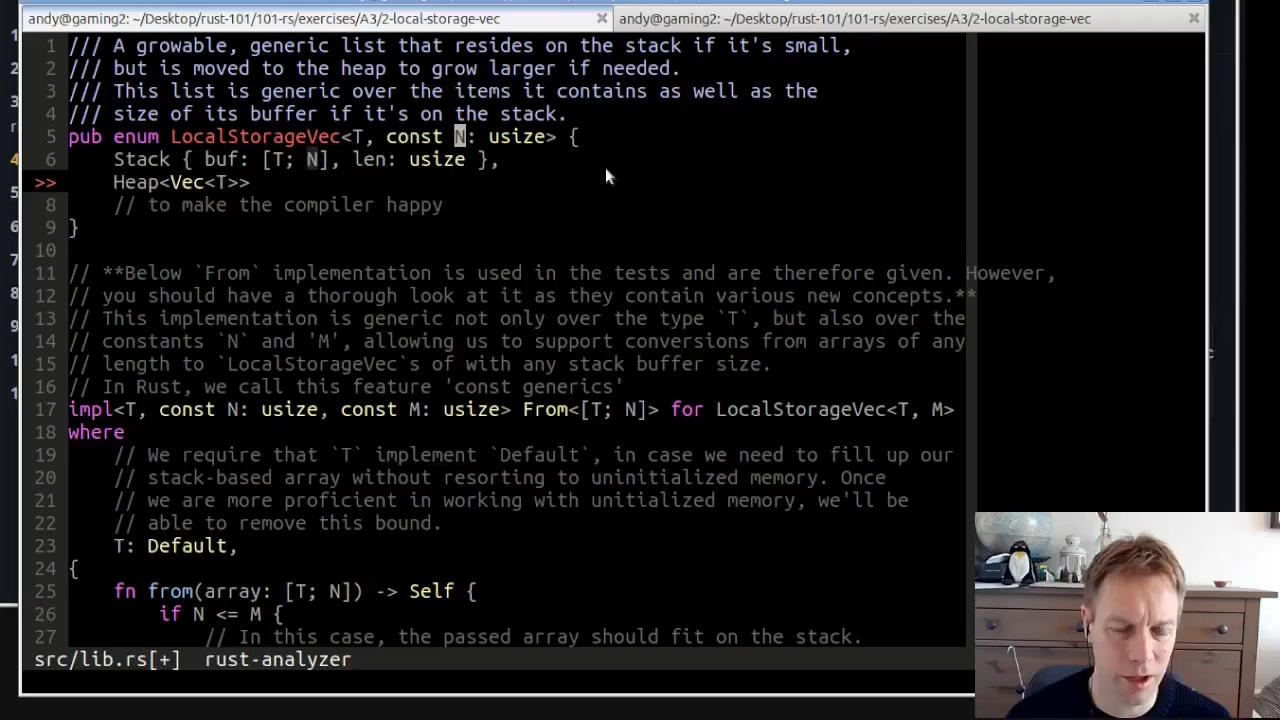 andy@gaming2: ~/Desktop/rust-101/101-rs/exercises/A3/2-local-storage-vec
andy@gaming2: ~/Desktop/rust-101/101-rs/exercises/A3/2-local-storage-vec
1 /// A growable, generic list that resides on the stack if it's small,
2 /// but is moved to the heap to grow larger if needed.
3 /// This list is generic over the items it contains as well as the
4 /// size of its buffer if it's on the stack.
5 pub enum LocalStorageVec<T, const N: usize> {
6     Stack { buf: [T; N], len: usize },
>>     Heap<Vec<T>>
8     // to make the compiler happy
9 }
10
11 // **Below `From` implementation is used in the tests and are therefore given. However,
12 // you should have a thorough look at it as they contain various new concepts.**
13 // This implementation is generic not only over the type `T`, but also over the
14 // constants `N` and 'M', allowing us to support conversions from arrays of any
15 // length to `LocalStorageVec`s of with any stack buffer size.
16 // In Rust, we call this feature 'const generics'
17 impl<T, const N: usize, const M: usize> From<[T; N]> for LocalStorageVec<T, M>
18 where
19     // We require that `T` implement `Default`, in case we need to fill up our
20     // stack-based array without resorting to uninitialized memory. Once
21     // we are more proficient in working with unitialized memory, we'll be
22     // able to remove this bound.
23     T: Default,
24 {
25     fn from(array: [T; N]) -> Self {
26         if N <= M {
27             // In this case, the passed array should fit on the stack.
src/lib.rs[+]  rust-analyzer